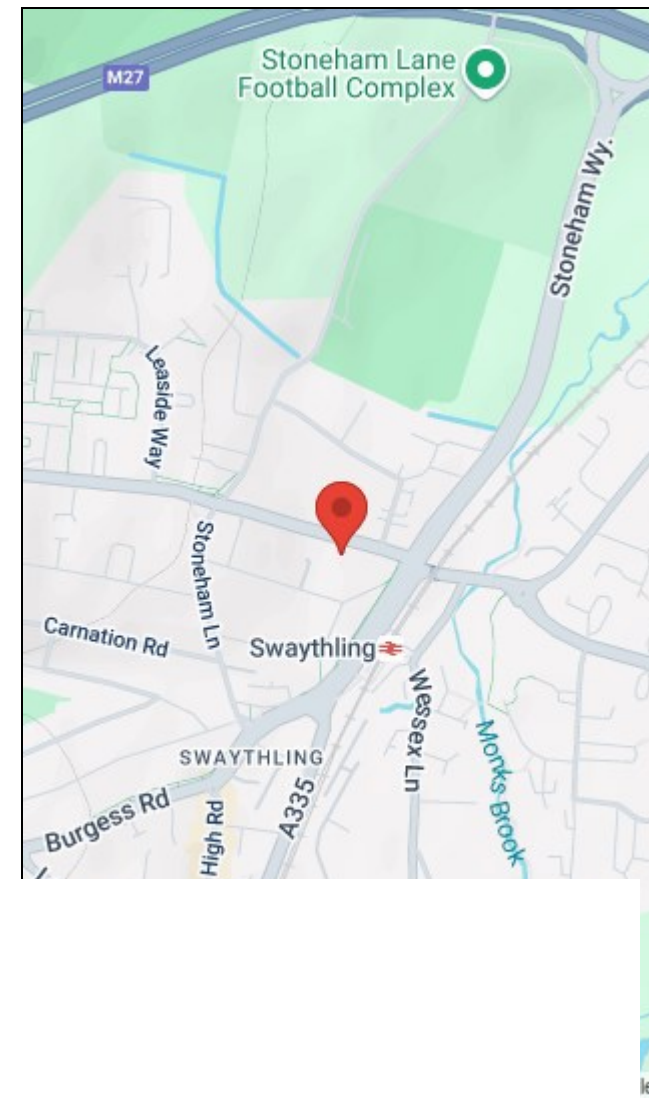 Stoneham Lane
Football Complex
M27
Stoneham Wy.
Leaside Way
Stoneham Ln
Carnation Rd
Swaythling
Wessex Ln
SWAYTHLING
Monks Brook
A335
Burgess Rd
High Rd